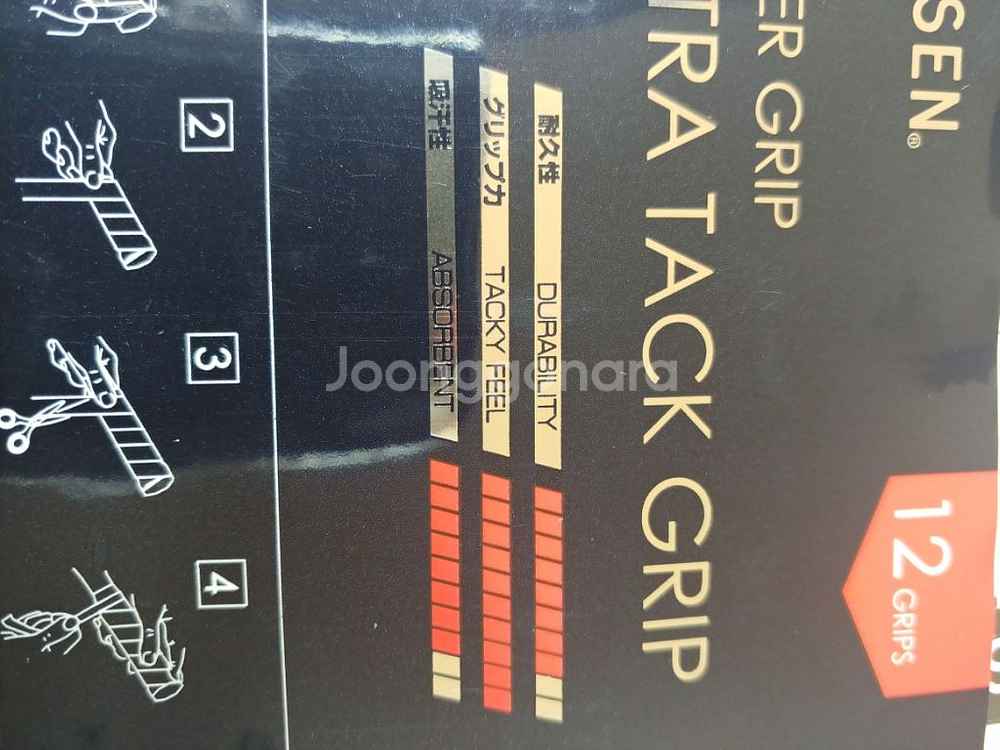 SEN®
ER GRIP
TRA TACK GRIP
12 GRIPS
耐久性 DURABILITY
グリップ力 TACKY FEEL
吸汗性 ABSORBENT
2
3
4
Joonggonara